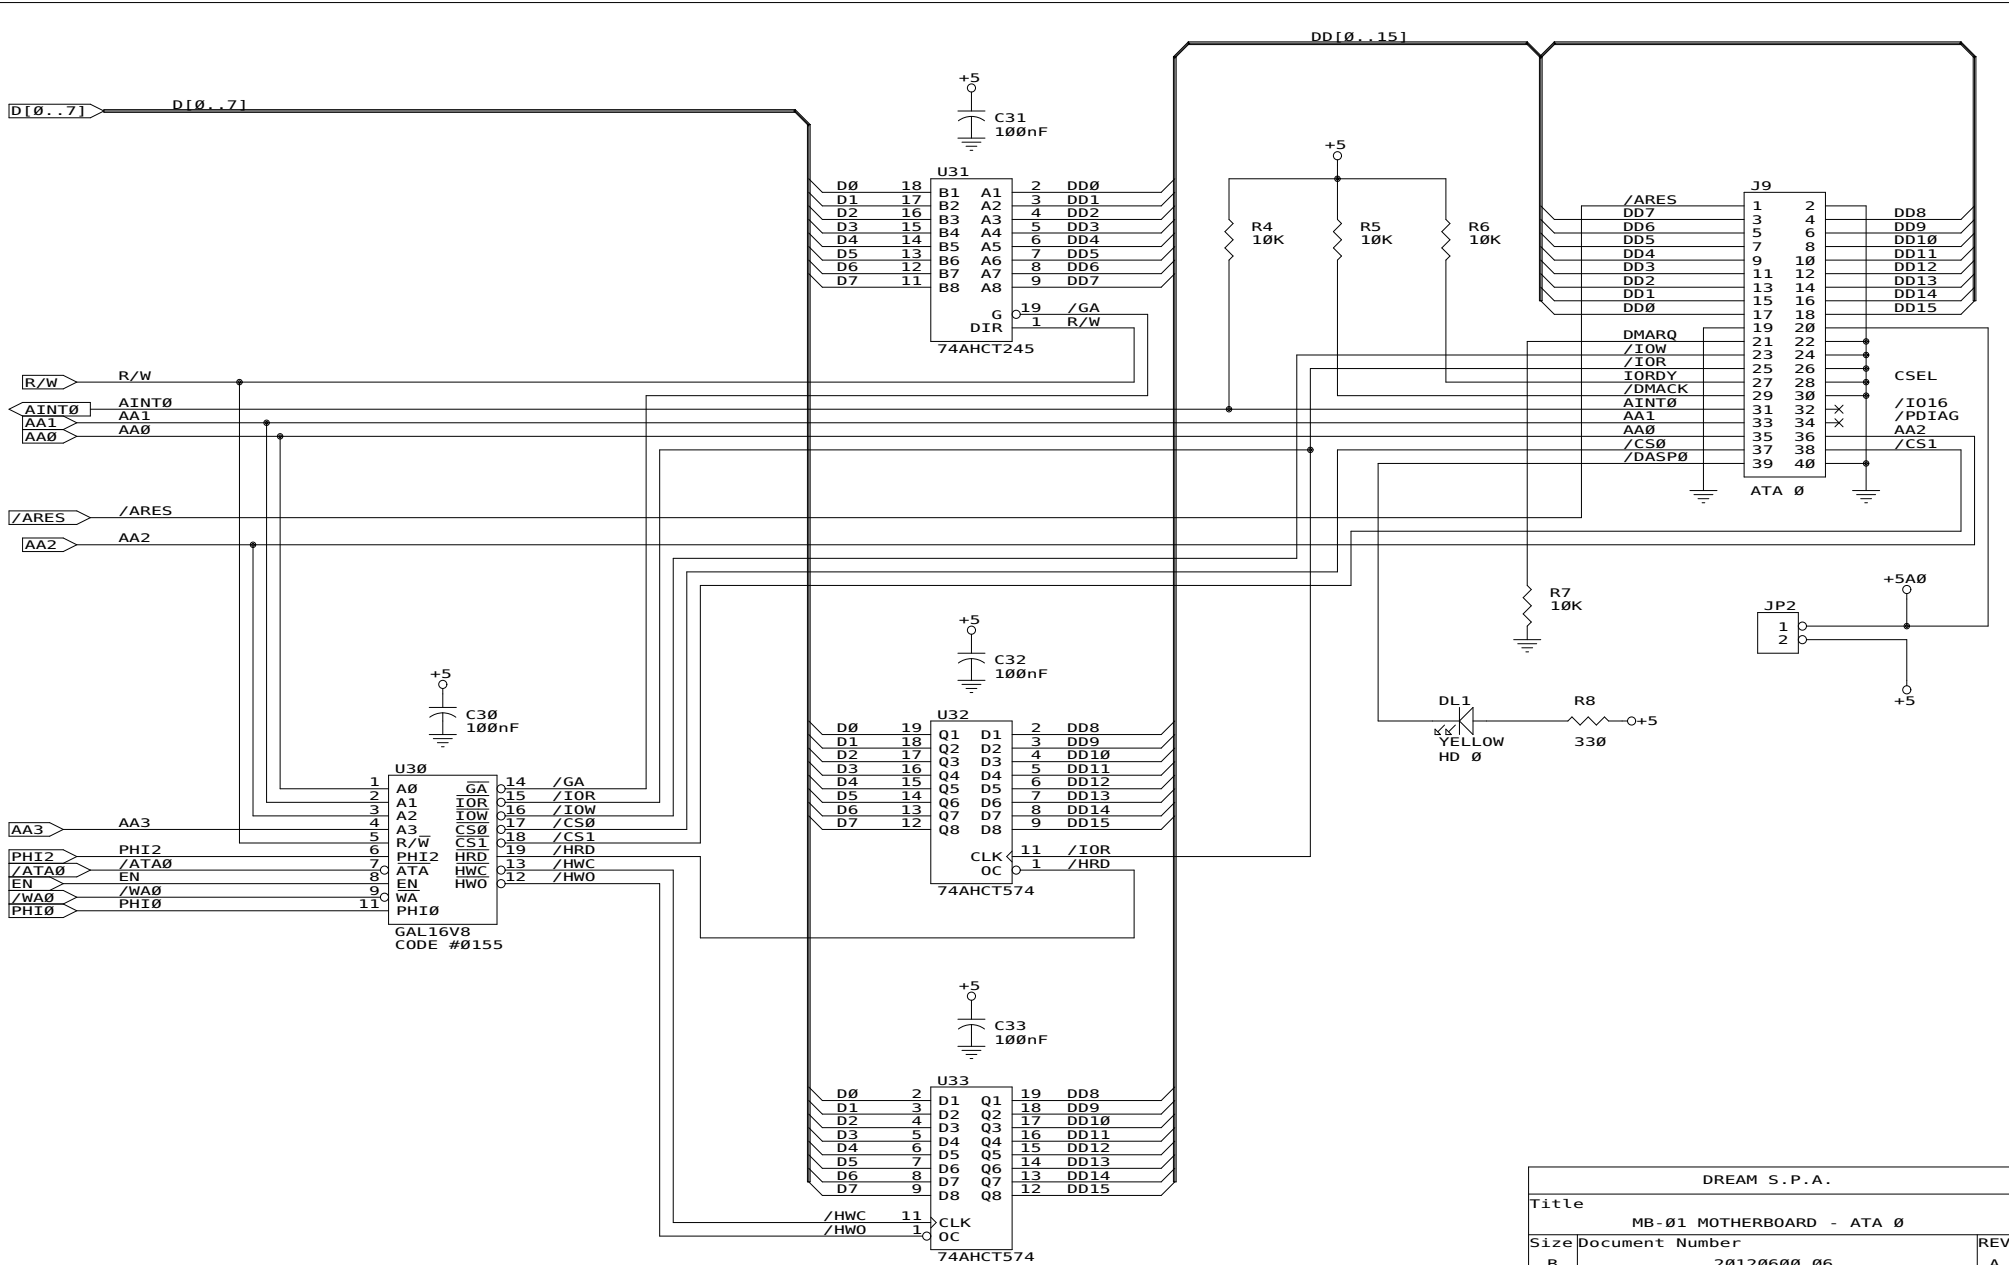 DD[Ø..15]
D[Ø..7] D[Ø..7]
+5
C31
100nF
U31
DØ 18 B1 A1 2 DDØ
D1 17 B2 A2 3 DD1
D2 16 B3 A3 4 DD2
D3 15 B4 A4 5 DD3
D4 14 B5 A5 6 DD4
D5 13 B6 A6 7 DD5
D6 12 B7 A7 8 DD6
D7 11 B8 A8 9 DD7
G 19 /GA
DIR 1 R/W
74AHCT245
+5
R4
1ØK
R5
1ØK
R6
1ØK
J9
/ARES 1 2
DD7 3 4 DD8
DD6 5 6 DD9
DD5 7 8 DD1Ø
DD4 9 1Ø DD11
DD3 11 12 DD12
DD2 13 14 DD13
DD1 15 16 DD14
DDØ 17 18 DD15
19 2Ø
DMARQ 21 22
/IOW 23 24
/IOR 25 26
IORDY 27 28 CSEL
/DMACK 29 3Ø
AINTØ 31 32 /IO16
AA1 33 34 /PDIAG
AAØ 35 36 AA2
/CSØ 37 38 /CS1
/DASPØ 39 4Ø
ATA Ø
R/W R/W
AINTØ AINTØ
AA1 AA1
AAØ AAØ
/ARES /ARES
AA2 AA2
R7
1ØK
+5AØ
JP2
1
2
+5
DL1
YELLOW
HD Ø
R8
33Ø
+5
+5
C32
1ØØnF
U32
DØ 19 Q1 D1 2 DD8
D1 18 Q2 D2 3 DD9
D2 17 Q3 D3 4 DD1Ø
D3 16 Q4 D4 5 DD11
D4 15 Q5 D5 6 DD12
D5 14 Q6 D6 7 DD13
D6 13 Q7 D7 8 DD14
D7 12 Q8 D8 9 DD15
CLK 11 /IOR
OC 1 /HRD
74AHCT574
+5
C3Ø
1ØØnF
U3Ø
1 AØ GA 14 /GA
2 A1 IOR 15 /IOR
3 A2 IOW 16 /IOW
AA3 AA3 4 A3 CSØ 17 /CSØ
5 R/W CS1 18 /CS1
PHI2 PHI2 6 PHI2 HRD 19 /HRD
/ATAØ /ATAØ 7 ATA HWC 13 /HWC
EN EN 8 EN HWO 12 /HWO
/WAØ /WAØ 9 WA
PHIØ PHIØ 11 PHIØ
GAL16V8
CODE #Ø155
+5
C33
1ØØnF
U33
DØ 2 D1 Q1 19 DD8
D1 3 D2 Q2 18 DD9
D2 4 D3 Q3 17 DD1Ø
D3 5 D4 Q4 16 DD11
D4 6 D5 Q5 15 DD12
D5 7 D6 Q6 14 DD13
D6 8 D7 Q7 13 DD14
D7 9 D8 Q8 12 DD15
/HWC 11 CLK
/HWO 1 OC
74AHCT574
DREAM S.P.A.
Title
MB-Ø1 MOTHERBOARD - ATA Ø
Size Document Number REV